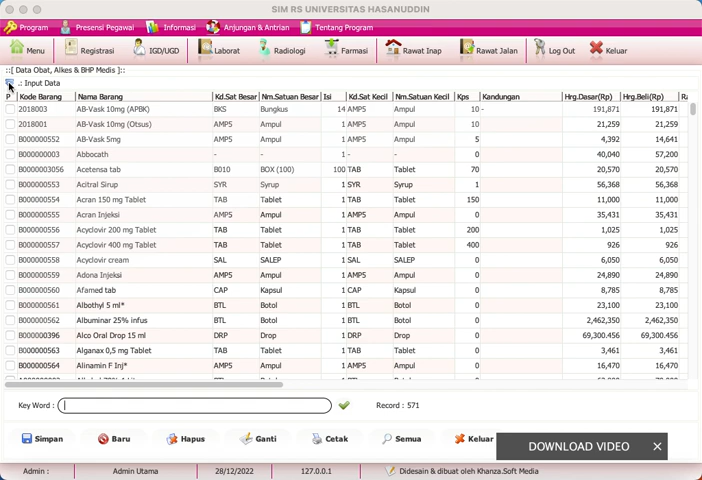 SIM RS UNIVERSITAS HASANUDDIN
Program Presensi Pegawai Informasi Anjungan & Antrian Tentang Program
Menu Registrasi IGD/UGD Laborat Radiologi Farmasi Rawat Inap Rawat Jalan Log Out Keluar
::[ Data Obat, Alkes & BHP Medis ]::
.: Input Data
P Kode Barang Nama Barang Kd.Sat Besar Nm.Satuan Besar Isi Kd.Sat Kecil Nm.Satuan Kecil Kps Kandungan Hrg.Dasar(Rp) Hrg.Beli(Rp) Ra
2018003 AB-Vask 10mg (APBK) BKS Bungkus 14 AMP5 Ampul 10 - 191,871 191,871
2018001 AB-Vask 10mg (Otsus) AMP5 Ampul 1 AMP5 Ampul 10 21,259 21,259
B000000552 AB-Vask 5mg AMP5 Ampul 1 AMP5 Ampul 5 4,392 14,641
B000000003 Abbocath - - 1 - - 0 40,040 57,200
B0000003056 Acetensa tab B010 BOX (100) 100 TAB Tablet 70 20,570 20,570
B000000553 Acitral Sirup SYR Syrup 1 SYR Syrup 1 56,368 56,368
B000000554 Acran 150 mg Tablet TAB Tablet 1 TAB Tablet 150 11,000 11,000
B000000555 Acran Injeksi AMP5 Ampul 1 AMP5 Ampul 0 35,431 35,431
B000000556 Acyclovir 200 mg Tablet TAB Tablet 1 TAB Tablet 200 1,025 1,025
B000000557 Acyclovir 400 mg Tablet TAB Tablet 1 TAB Tablet 400 926 926
B000000558 Acyclovir cream SAL SALEP 1 SAL SALEP 0 6,050 6,050
B000000559 Adona Injeksi AMP5 Ampul 1 AMP5 Ampul 0 24,890 24,890
B000000560 Afamed tab CAP Kapsul 1 CAP Kapsul 0 8,785 8,785
B000000561 Albothyl 5 ml* BTL Botol 1 BTL Botol 0 23,100 23,100
B000000562 Albuminar 25% infus BTL Botol 1 BTL Botol 0 2,462,350 2,462,350
B000000396 Alco Oral Drop 15 ml DRP Drop 1 DRP Drop 0 69,300.456 69,300.456
B000000563 Alganax 0,5 mg Tablet TAB Tablet 1 TAB Tablet 0 3,461 3,461
B000000564 Alinamin F Inj* AMP5 Ampul 1 AMP5 Ampul 0 16,470 16,470
Key Word : Record : 571
Simpan Baru Hapus Ganti Cetak Semua Keluar
DOWNLOAD VIDEO ×
Admin : Admin Utama 28/12/2022 127.0.0.1 Didesain & dibuat oleh Khanza.Soft Media